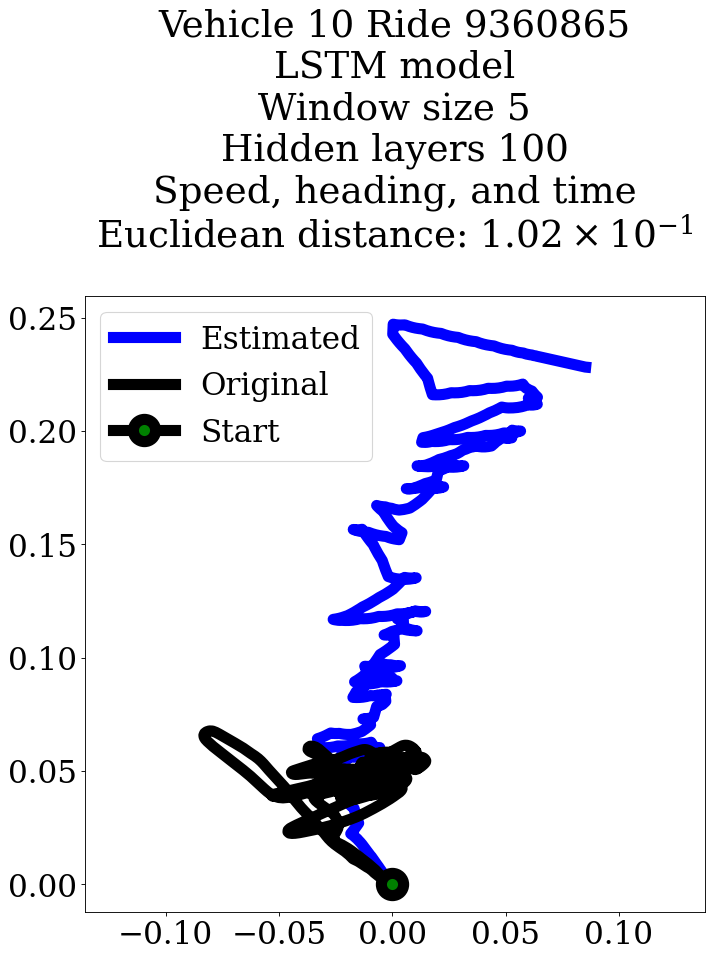 Vehicle 10 Ride 9360865
LSTM model
Window size 5
Hidden layers 100
Speed, heading, and time
Euclidean distance: 1.02 × 10⁻¹
Estimated
Original
Start
0.25
0.20
0.15
0.10
0.05
0.00
−0.10 −0.05 0.00 0.05 0.10